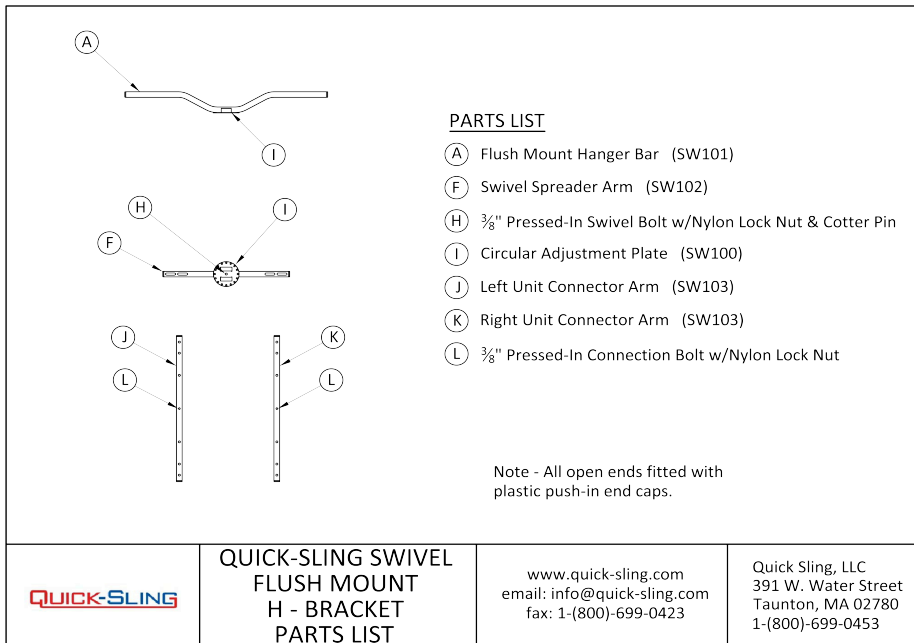 A
I
H
I
F
J
K
L
L
PARTS LIST
A Flush Mount Hanger Bar (SW101)
F Swivel Spreader Arm (SW102)
H ⅜" Pressed-In Swivel Bolt w/Nylon Lock Nut & Cotter Pin
I Circular Adjustment Plate (SW100)
J Left Unit Connector Arm (SW103)
K Right Unit Connector Arm (SW103)
L ⅜" Pressed-In Connection Bolt w/Nylon Lock Nut
Note - All open ends fitted with
plastic push-in end caps.
QUICK-SLING
QUICK-SLING SWIVEL
FLUSH MOUNT
H - BRACKET
PARTS LIST
www.quick-sling.com
email: info@quick-sling.com
fax: 1-(800)-699-0423
Quick Sling, LLC
391 W. Water Street
Taunton, MA 02780
1-(800)-699-0453